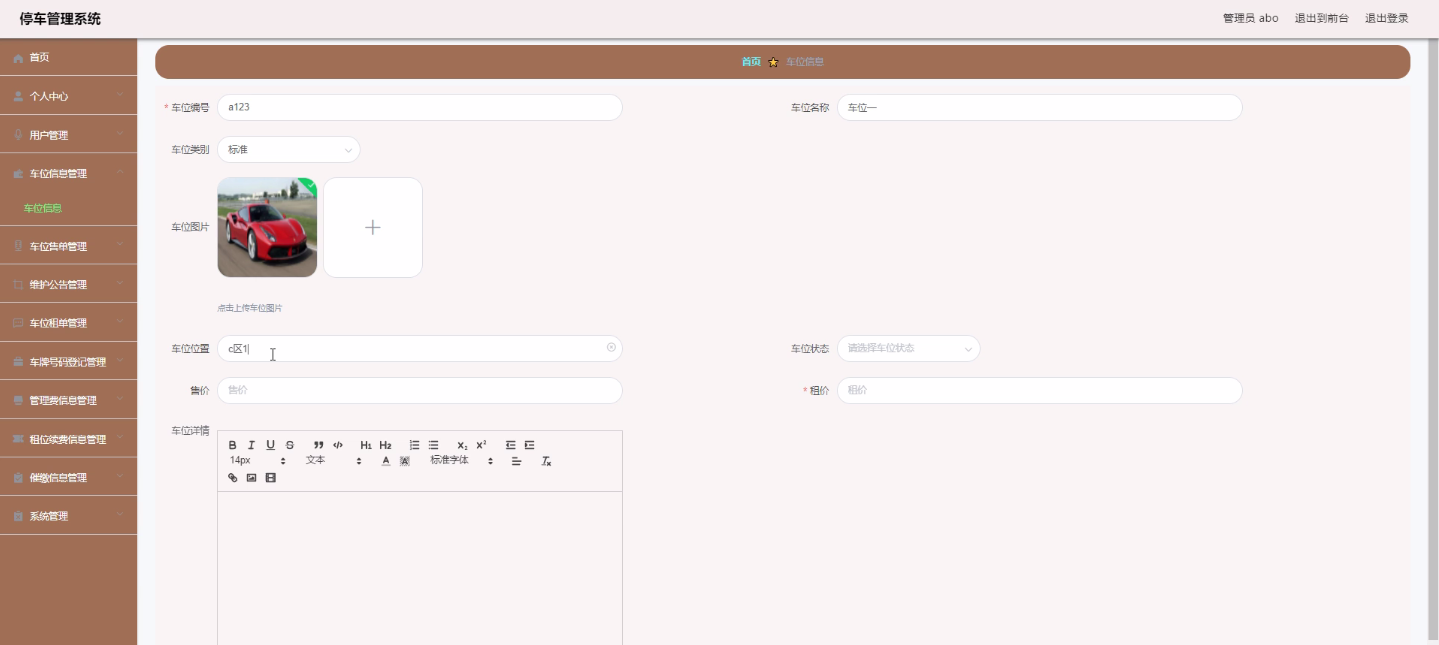 停车管理系统
管理员 abo 退出到前台 退出登录
首页
个人中心
用户管理
车位信息管理
车位信息
车位售单管理
维护公告管理
车位租单管理
车牌号码登记管理
管理费信息管理
租位续费信息管理
催缴信息管理
系统管理
首页 车位信息
* 车位编号 a123
车位名称 车位一
车位类别 标准
车位图片
点击上传车位图片
车位位置 c区1
车位状态 请选择车位状态
售价 售价
* 租价 租价
车位详情
B I U S H1 H2 X₂ X²
14px 文本 A A 标准字体 Tx